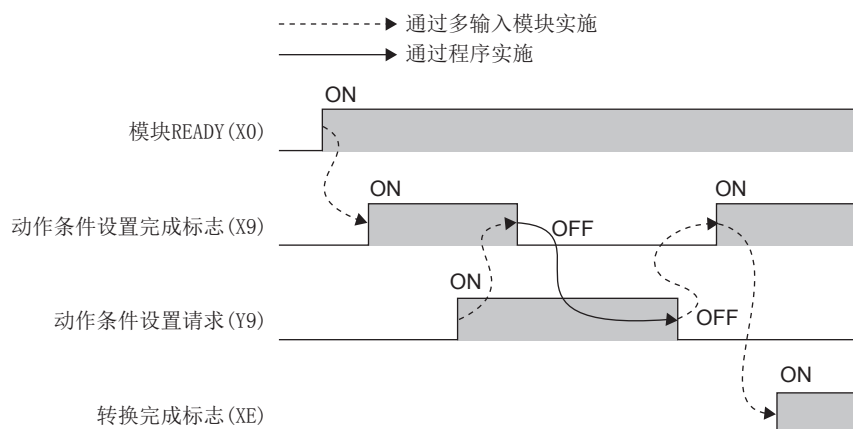 通过多输入模块实施
通过程序实施
ON
模块READY(X0)
ON
ON
动作条件设置完成标志(X9)
OFF
ON
动作条件设置请求(Y9)
OFF
ON
转换完成标志(XE)